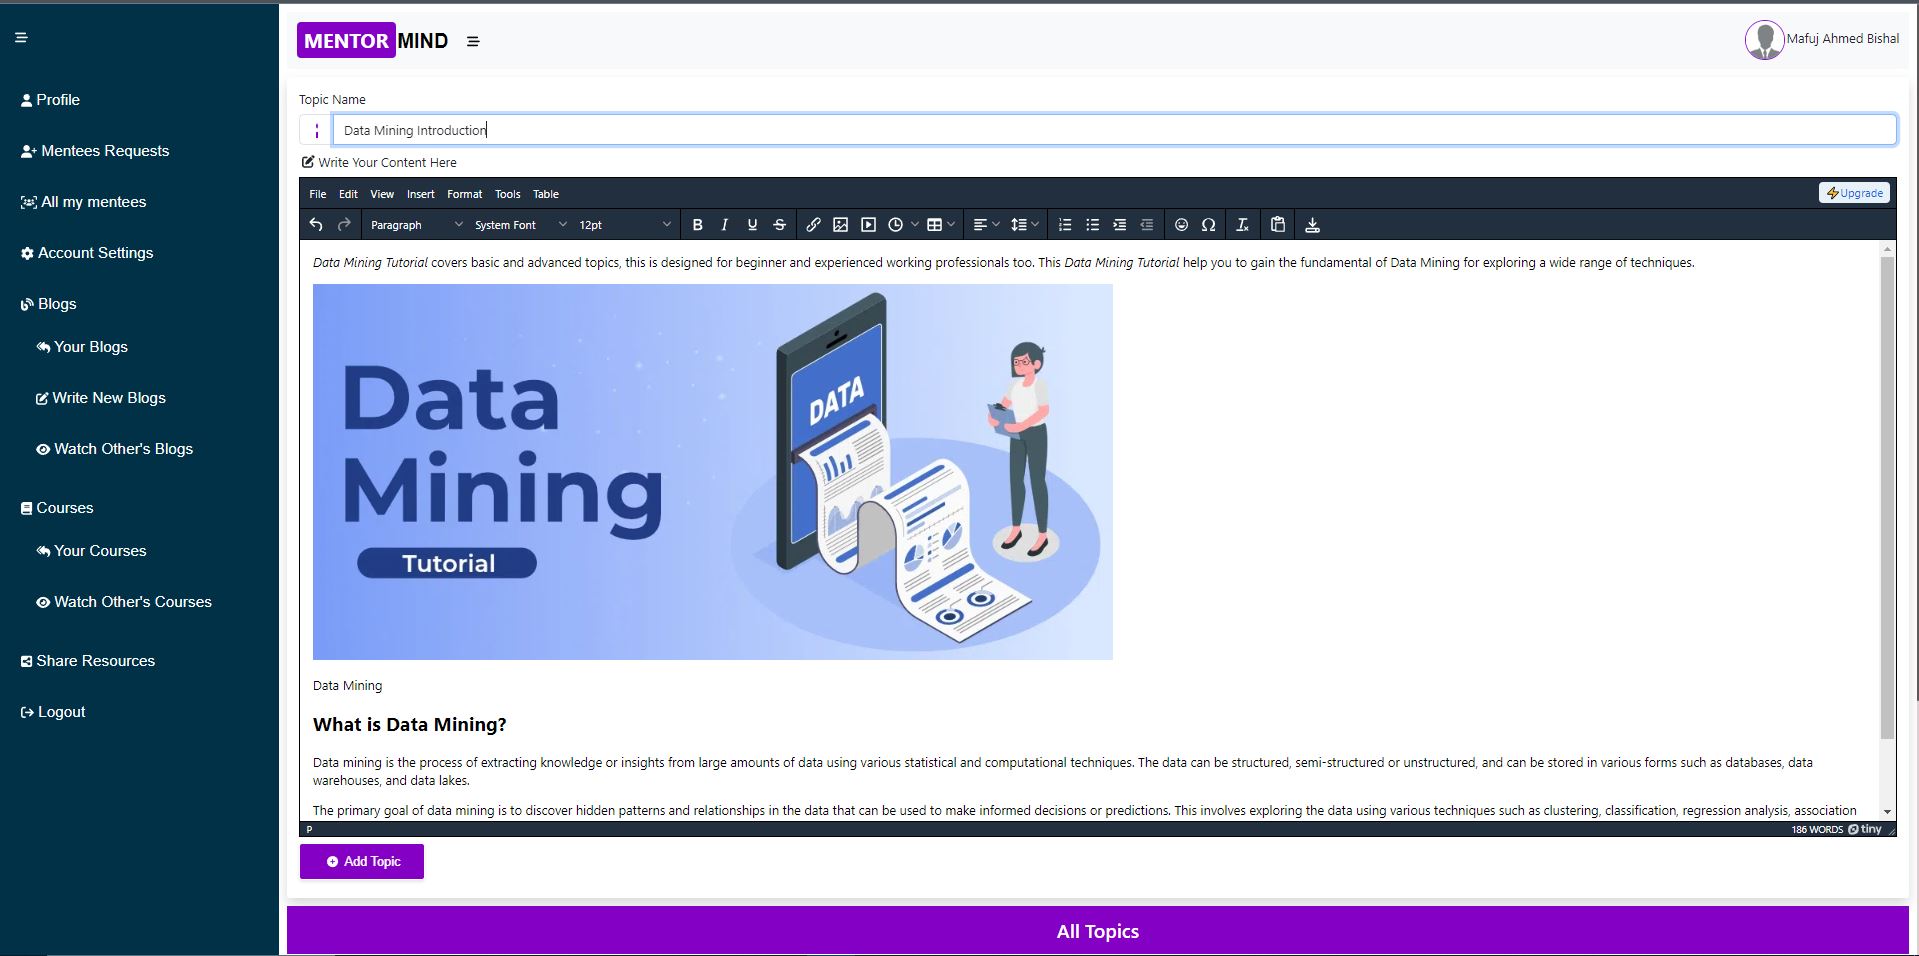 MENTOR MIND
Mafuj Ahmed Bishal
Profile
Mentees Requests
All my mentees
Account Settings
Blogs
Your Blogs
Write New Blogs
Watch Other's Blogs
Courses
Your Courses
Watch Other's Courses
Share Resources
Logout
Topic Name
Data Mining Introduction
Write Your Content Here
File Edit View Insert Format Tools Table
Upgrade
Paragraph System Font 12pt
Data Mining Tutorial covers basic and advanced topics, this is designed for beginner and experienced working professionals too. This Data Mining Tutorial help you to gain the fundamental of Data Mining for exploring a wide range of techniques.
Data
Mining
Tutorial
DATA
Data Mining
What is Data Mining?
Data mining is the process of extracting knowledge or insights from large amounts of data using various statistical and computational techniques. The data can be structured, semi-structured or unstructured, and can be stored in various forms such as databases, data
warehouses, and data lakes.
The primary goal of data mining is to discover hidden patterns and relationships in the data that can be used to make informed decisions or predictions. This involves exploring the data using various techniques such as clustering, classification, regression analysis, association
P
186 WORDS tiny
Add Topic
All Topics